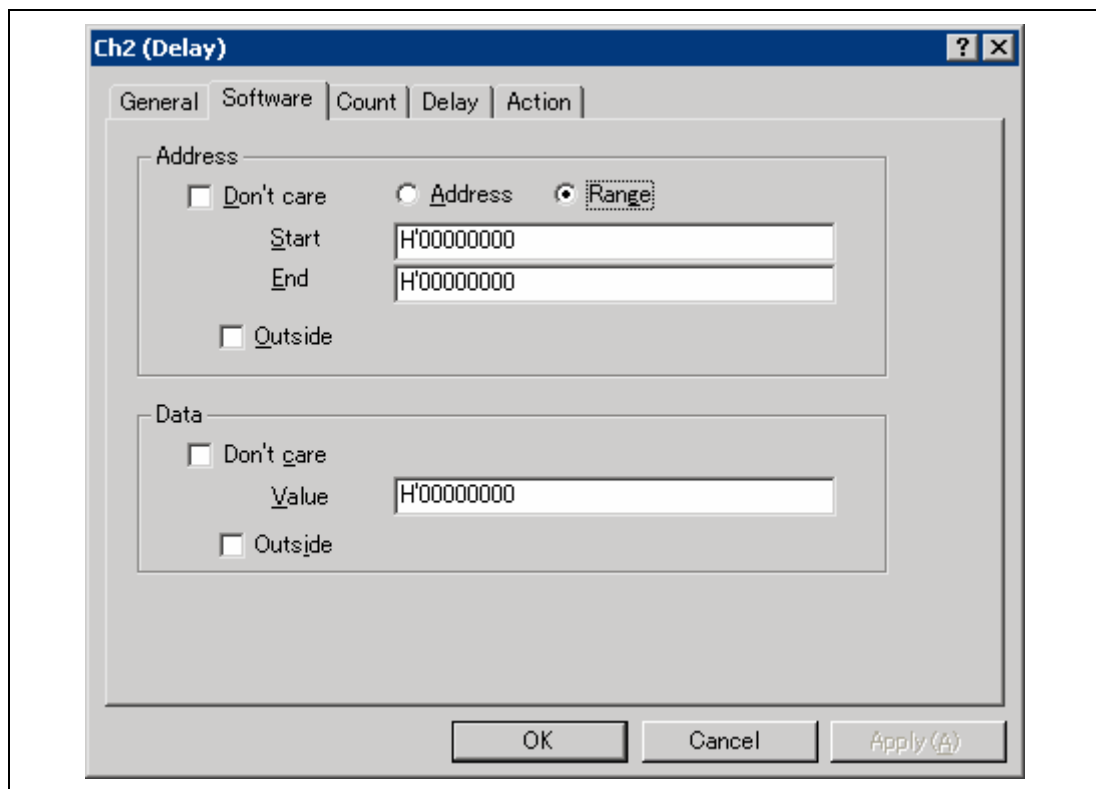 Ch2 (Delay)
General Software Count Delay Action
Address
Don't care Address Range
Start H'00000000
End H'00000000
Outside
Data
Don't care
Value H'00000000
Outside
OK Cancel Apply (A)